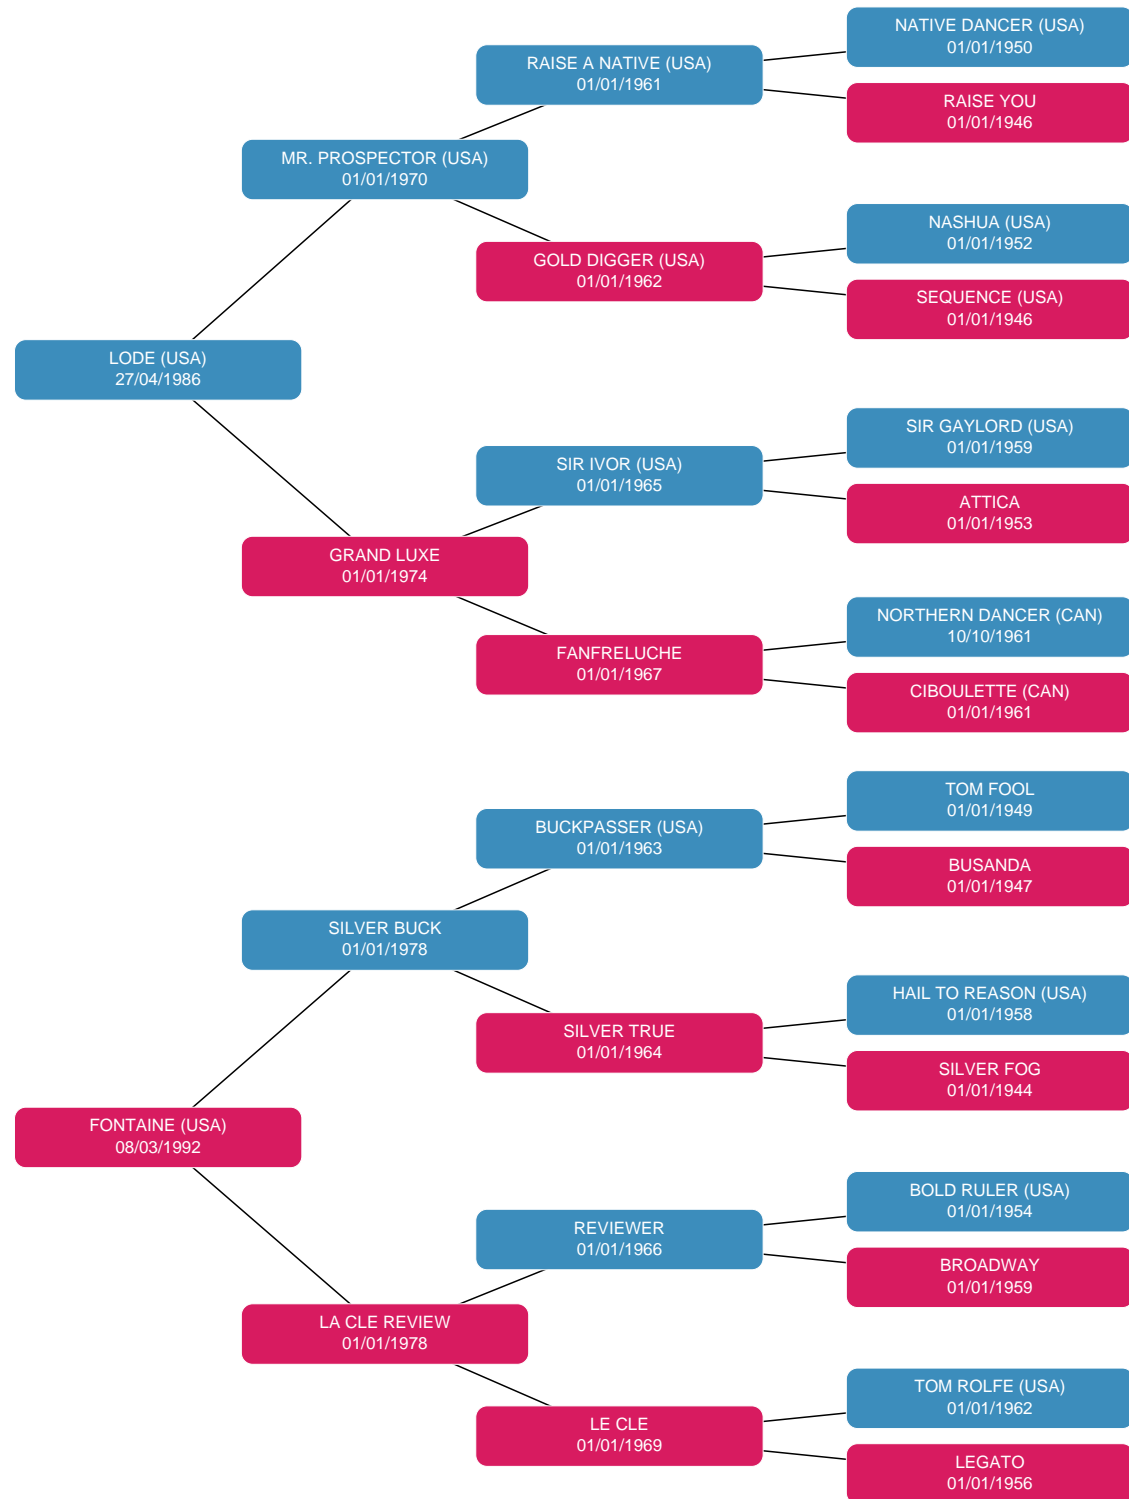 NATIVE DANCER (USA)
01/01/1950
RAISE A NATIVE (USA)
01/01/1961
RAISE YOU
01/01/1946
MR. PROSPECTOR (USA)
01/01/1970
NASHUA (USA)
01/01/1952
GOLD DIGGER (USA)
01/01/1962
SEQUENCE (USA)
01/01/1946
LODE (USA)
27/04/1986
SIR GAYLORD (USA)
01/01/1959
SIR IVOR (USA)
01/01/1965
ATTICA
01/01/1953
GRAND LUXE
01/01/1974
NORTHERN DANCER (CAN)
10/10/1961
FANFRELUCHE
01/01/1967
CIBOULETTE (CAN)
01/01/1961
TOM FOOL
01/01/1949
BUCKPASSER (USA)
01/01/1963
BUSANDA
01/01/1947
SILVER BUCK
01/01/1978
HAIL TO REASON (USA)
01/01/1958
SILVER TRUE
01/01/1964
SILVER FOG
01/01/1944
FONTAINE (USA)
08/03/1992
BOLD RULER (USA)
01/01/1954
REVIEWER
01/01/1966
BROADWAY
01/01/1959
LA CLE REVIEW
01/01/1978
TOM ROLFE (USA)
01/01/1962
LE CLE
01/01/1969
LEGATO
01/01/1956